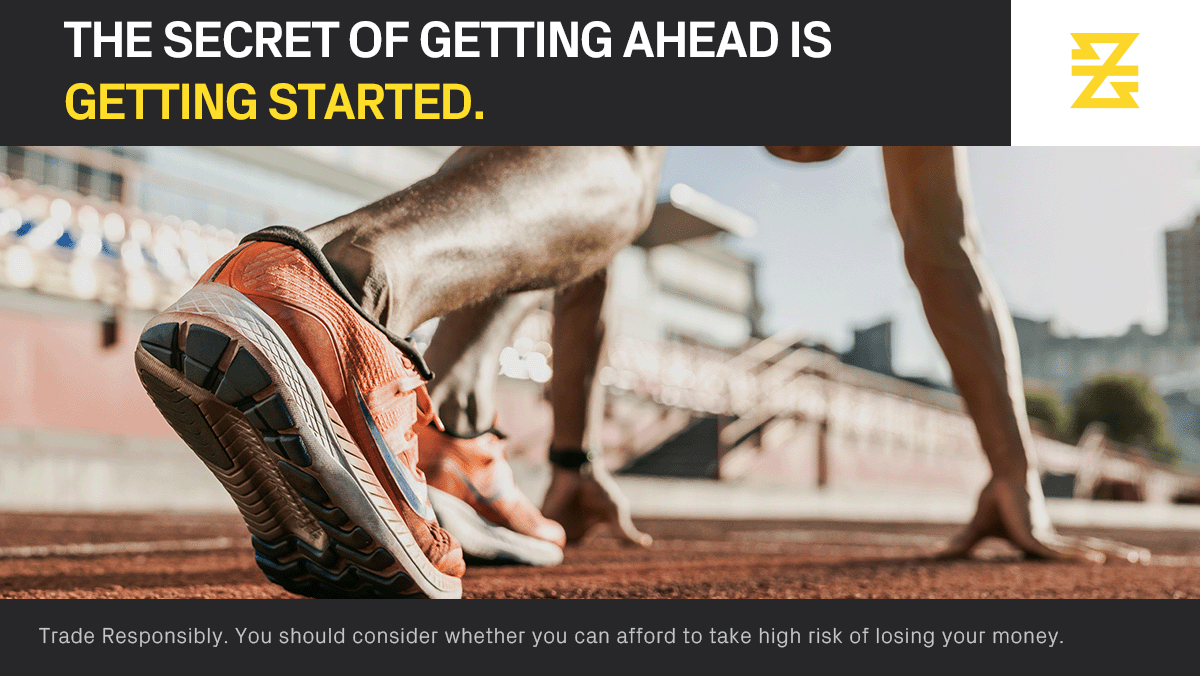 THE SECRET OF GETTING AHEAD IS
GETTING STARTED.
Trade Responsibly. You should consider whether you can afford to take high risk of losing your money.